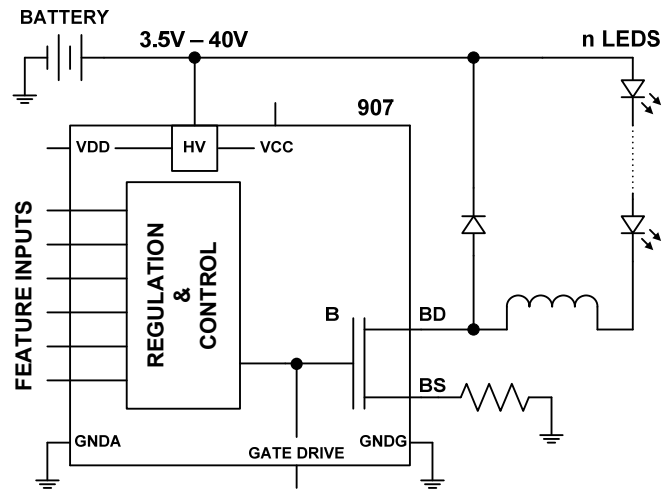 BATTERY
3.5V – 40V
n LEDS
907
VDD
HV
VCC
FEATURE INPUTS
REGULATION
&
CONTROL
B
BD
BS
GNDA
GATE DRIVE
GNDG